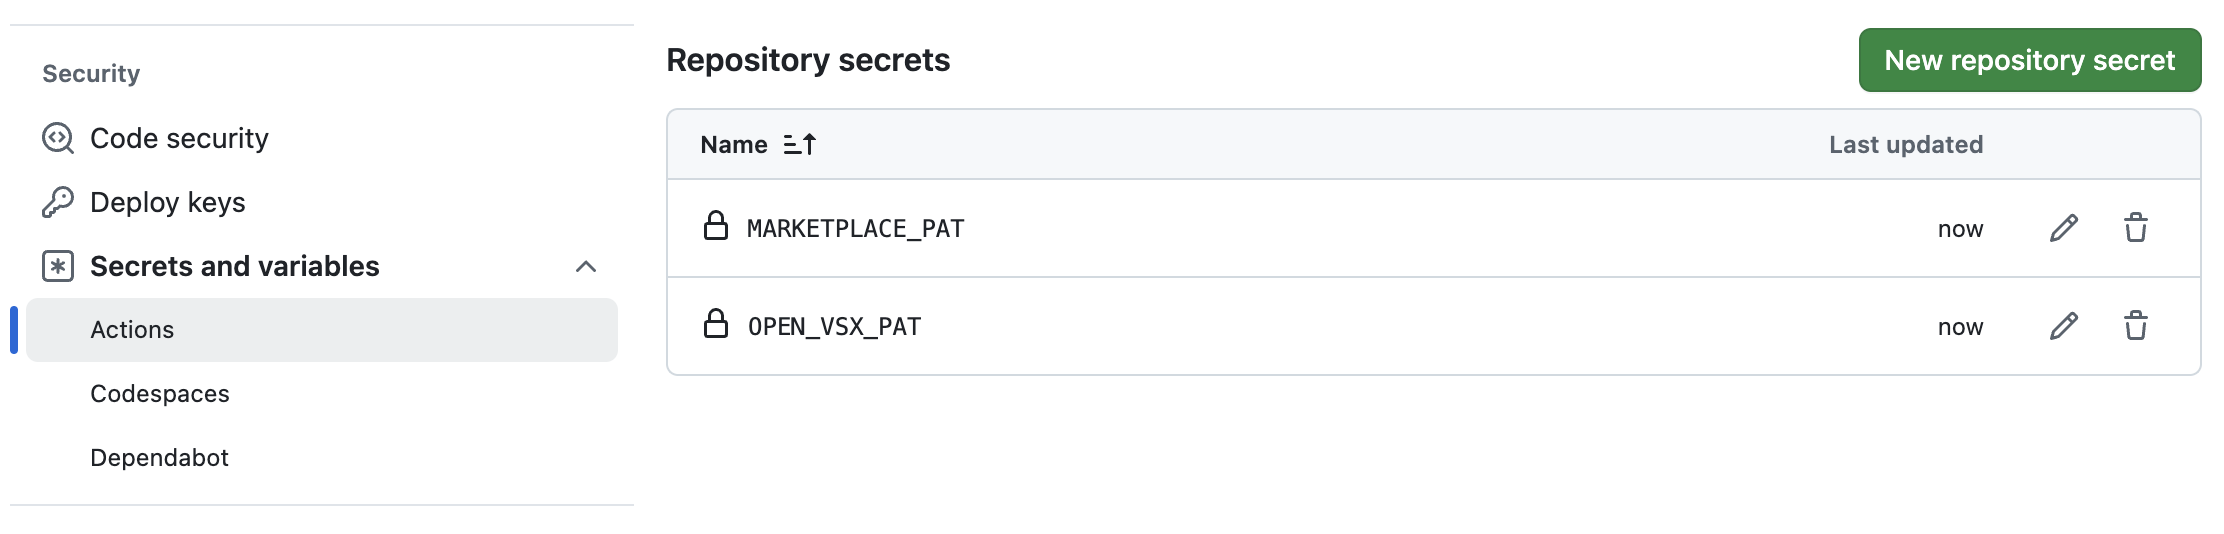 Security
Code security
Deploy keys
Secrets and variables
Actions
Codespaces
Dependabot
Repository secrets
New repository secret
Name Last updated
MARKETPLACE_PAT now
OPEN_VSX_PAT now